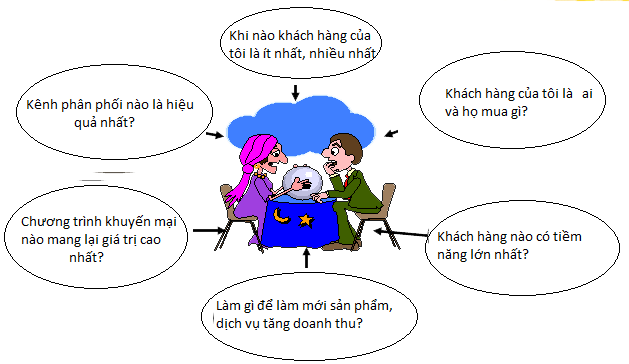 Khi nào khách hàng của
tôi là ít nhất, nhiều nhất
Kênh phân phối nào là hiệu
quả nhất?
Khách hàng của tôi là ai
và họ mua gì?
Chương trình khuyến mại
nào mang lại giá trị cao
nhất?
Khách hàng nào có tiềm
năng lớn nhất?
Làm gì để làm mới sản phẩm,
dịch vụ tăng doanh thu?